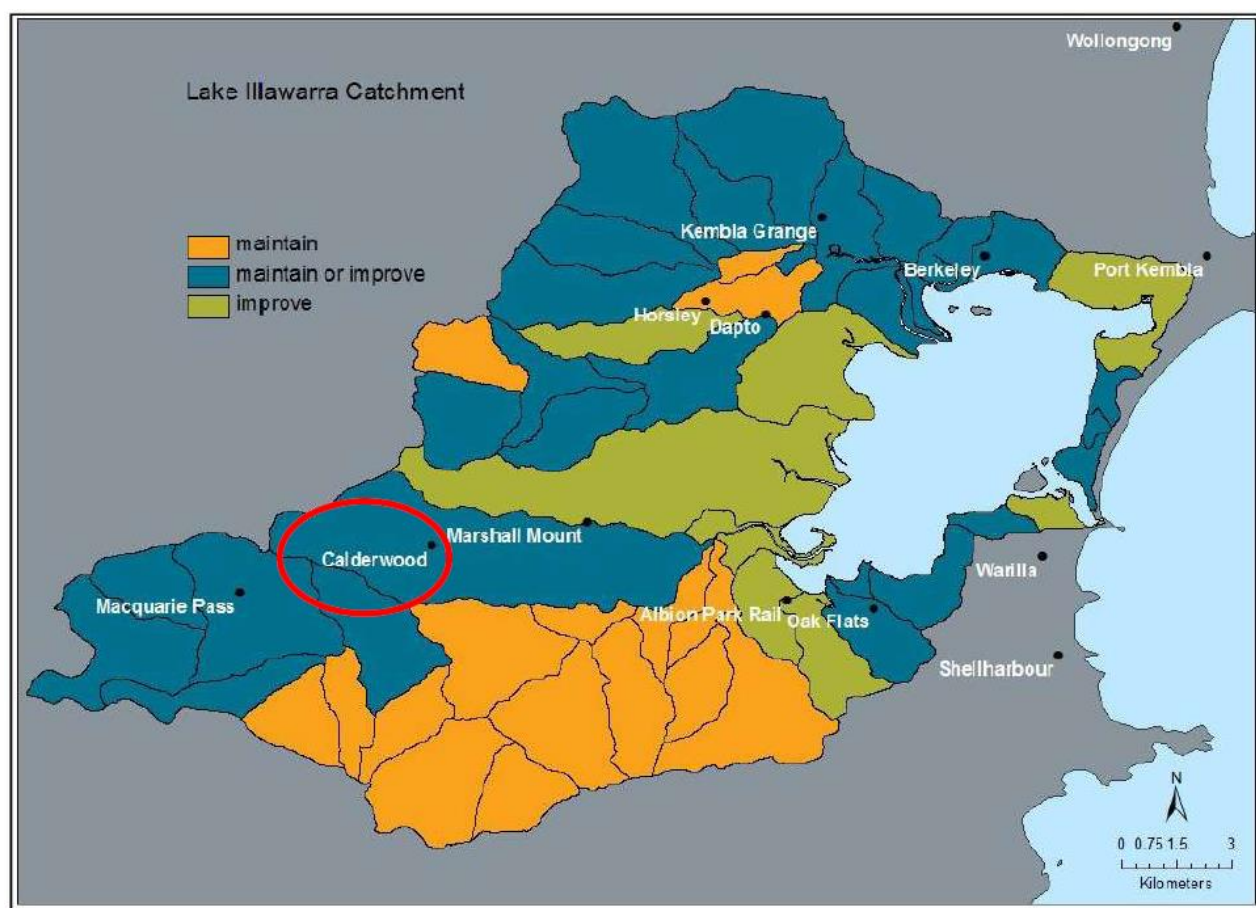 Wollongong
Lake Illawarra Catchment
maintain
maintain or improve
improve
Kembla Grange
Berkeley
Port Kembla
Horsley
Dapto
Marshall Mount
Calderwood
Macquarie Pass
Warilla
Albion Park Rail
Oak Flats
Shellharbour
N
0 0.75 1.5 3
Kilometers